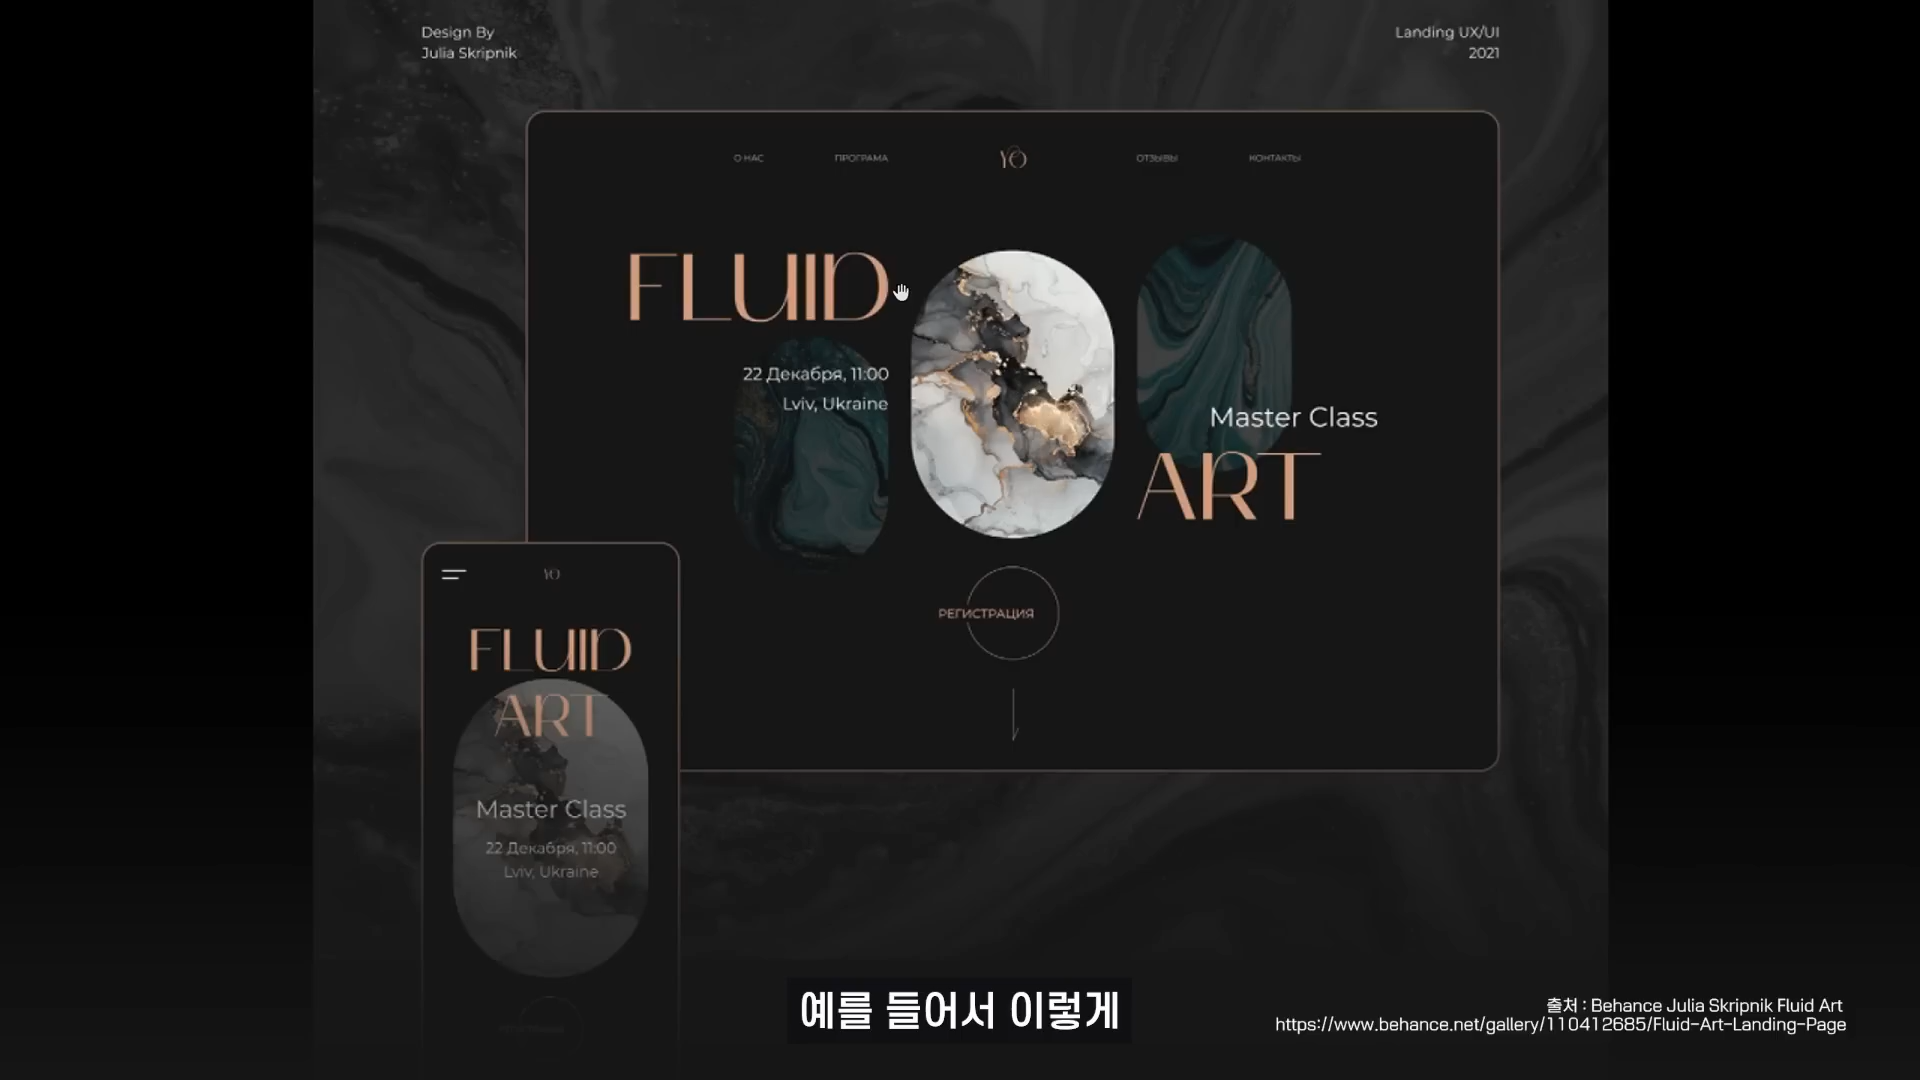 Design By
Julia Skripnik
Landing UX/UI
2021
О НАС
ПРОГРАМА
YO
ОТЗЫВЫ
КОНТАКТЫ
FLUID
22 Декабря, 11:00
Lviv, Ukraine
Master Class
ART
РЕГИСТРАЦИЯ
YO
FLUID
ART
Master Class
22 Декабря, 11:00
Lviv, Ukraine
예를 들어서 이렇게
출처 : Behance Julia Skripnik Fluid Art
https://www.behance.net/gallery/110412685/Fluid-Art-Landing-Page